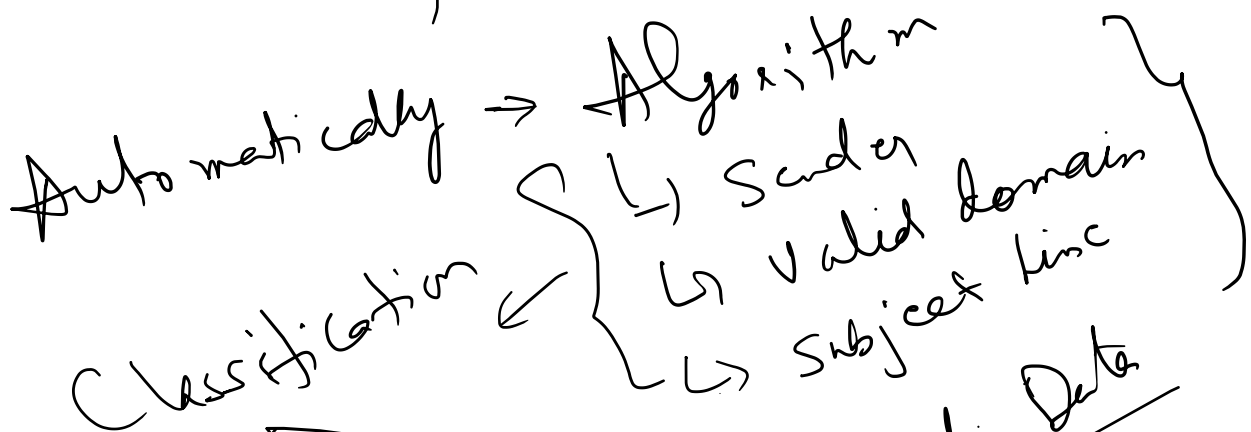 Automatically → Algorithm
↳ Sender
↳ Valid domain
↳ Subject line
Classification
Data